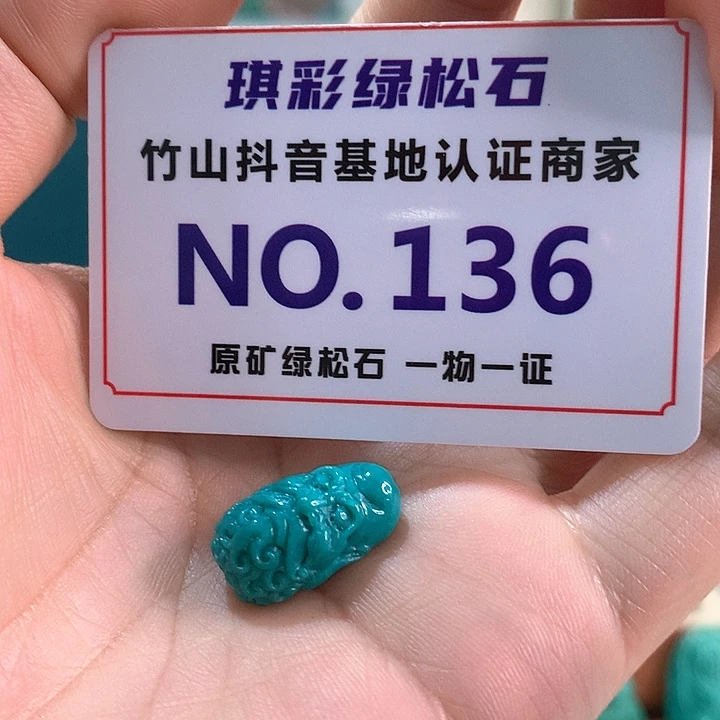 琪彩绿松石
竹山抖音基地认证商家
NO.136
原矿绿松石 一物一证